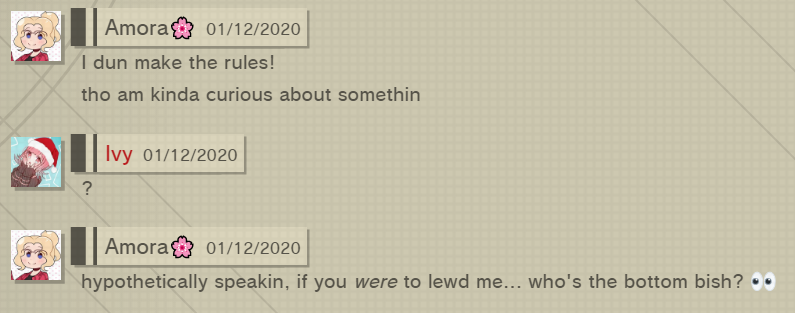 Amora🌸 01/12/2020
I dun make the rules!
tho am kinda curious about somethin
Ivy 01/12/2020
?
Amora🌸 01/12/2020
hypothetically speakin, if you were to lewd me... who's the bottom bish? 👀